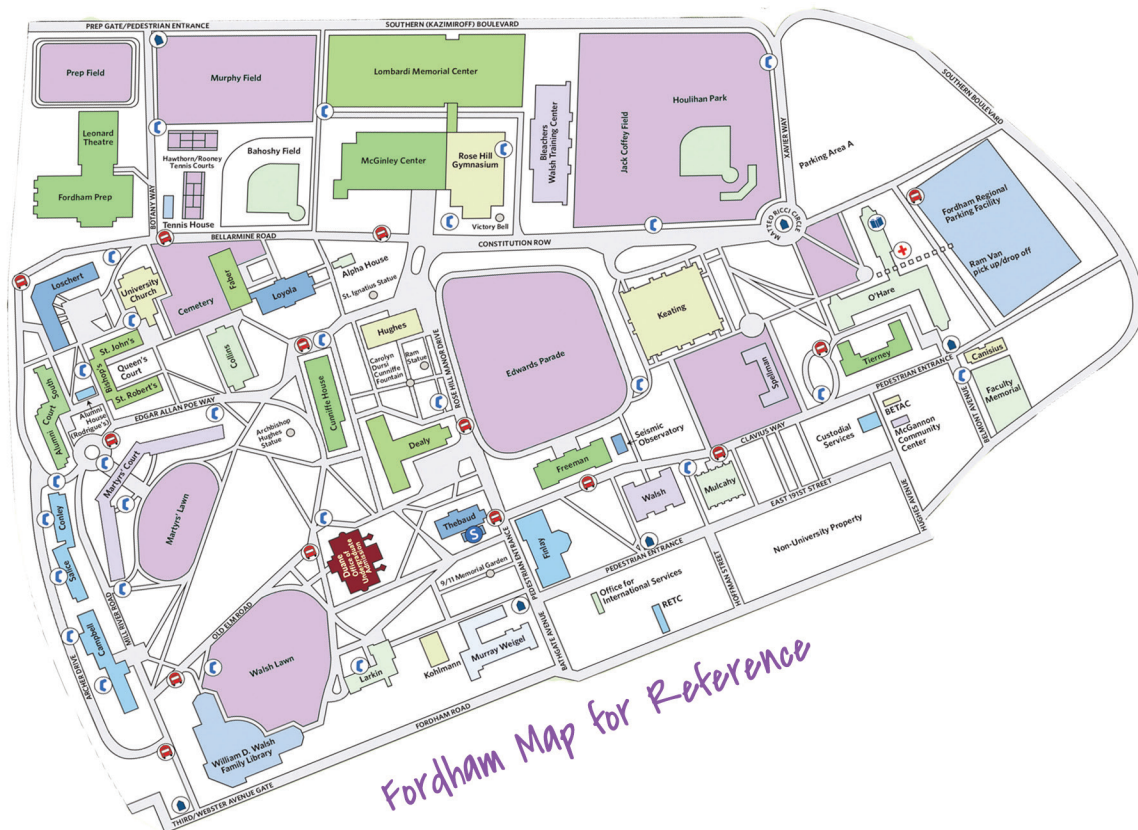 PREP GATE/PEDESTRIAN ENTRANCE
SOUTHERN (KAZIMIROFF) BOULEVARD
Prep Field
Murphy Field
Lombardi Memorial Center
Houlihan Park
Jack Coffey Field
Bleachers
Walsh Training Center
SOUTHERN BOULEVARD
XAVIER WAY
Parking Area A
Leonard
Theatre
Fordham Prep
BOTANY WAY
Hawthorn/Rooney
Tennis Courts
Tennis House
Bahoshy Field
McGinley Center
Rose Hill
Gymnasium
Victory Bell
MATTEO RICCI CIRCLE
Fordham Regional
Parking Facility
Ram Van
pick up/drop off
BELLARMINE ROAD
CONSTITUTION ROW
Loschert
University
Church
Cemetery
Faber
Loyola
Alpha House
St. Ignatius Statue
Keating
O'Hare
Hughes
Edwards Parade
St. John's
Bishop's
Queen's
Court
St. Robert's
Collins
Carolyn
Dursi
Cunniffe
Fountain
Ram
Statue
ROSE HILL MANOR DRIVE
Cunniffe House
Spellman
Tierney
Canisius
PEDESTRIAN ENTRANCE
Faculty
Memorial
BELMONT AVENUE
Alumni Court South
Alumni
House
(Rodrigue's)
EDGAR ALLAN POE WAY
Archbishop
Hughes
Statue
Dealy
Seismic
Observatory
Freeman
CLAVIUS WAY
Custodial
Services
BETAC
McGannon
Community
Center
Martyrs' Court
Martyrs' Lawn
Walsh
Mulcahy
EAST 191ST STREET
HUGHES AVENUE
Conley
Salice
Campbell
Thebaud
S
Finlay
PEDESTRIAN ENTRANCE
PEDESTRIAN ENTRANCE
Non-University Property
HOFFMAN STREET
Duane
Office of
Undergraduate
Admission
9/11 Memorial Garden
Office for
International Services
RETC
MILL RIVER ROAD
OLD ELM ROAD
ARCHER DRIVE
Walsh Lawn
Larkin
Kohlmann
Murray Weigel
BATHGATE AVENUE
FORDHAM ROAD
William D. Walsh
Family Library
THIRD/WEBSTER AVENUE GATE
Fordham Map for Reference